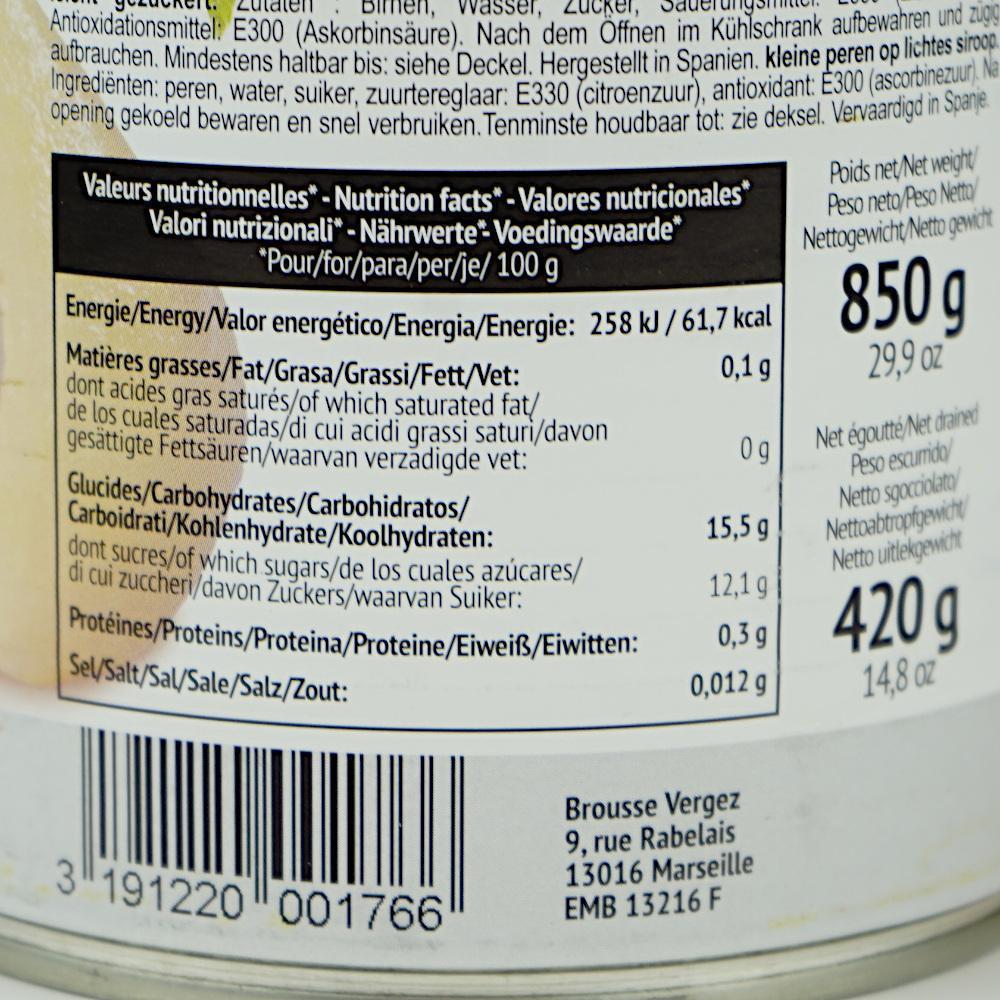 leicht gezuckert: Zutaten : Birnen, Wasser, Zucker, Säuerungsmittel:
Antioxidationsmittel: E300 (Askorbinsäure). Nach dem Öffnen im Kühlschrank aufbewahren und zügig
aufbrauchen. Mindestens haltbar bis: siehe Deckel. Hergestellt in Spanien. kleine peren op lichtes siroop
Ingrediënten: peren, water, suiker, zuurtereglaar: E330 (citroenzuur), antioxidant: E300 (ascorbinezuur). Na
opening gekoeld bewaren en snel verbruiken. Tenminste houdbaar tot: zie deksel. Vervaardigd in Spanje.
Valeurs nutritionnelles* - Nutrition facts* - Valores nutricionales*
Valori nutrizionali* - Nährwerte* - Voedingswaarde*
*Pour/for/para/per/je/ 100 g
Energie/Energy/Valor energético/Energia/Energie: 258 kJ / 61,7 kcal
Matières grasses/Fat/Grasa/Grassi/Fett/Vet: 0,1 g
dont acides gras saturés/of which saturated fat/
de los cuales saturadas/di cui acidi grassi saturi/davon
gesättigte Fettsäuren/waarvan verzadigde vet: 0 g
Glucides/Carbohydrates/Carbohidratos/
Carboidrati/Kohlenhydrate/Koolhydraten: 15,5 g
dont sucres/of which sugars/de los cuales azúcares/
di cui zuccheri/davon Zuckers/waarvan Suiker: 12,1 g
Protéines/Proteins/Proteina/Proteine/Eiweiß/Eiwitten: 0,3 g
Sel/Salt/Sal/Sale/Salz/Zout: 0,012 g
Poids net/Net weight/
Peso neto/Peso Netto/
Nettogewicht/Netto gewicht
850 g
29,9 oz
Net égoutté/Net drained
Peso escurrido/
Netto sgocciolato/
Nettoabtropfgewicht/
Netto uitlekgewicht
420 g
14,8 oz
3 191220 001766
Brousse Vergez
9, rue Rabelais
13016 Marseille
EMB 13216 F